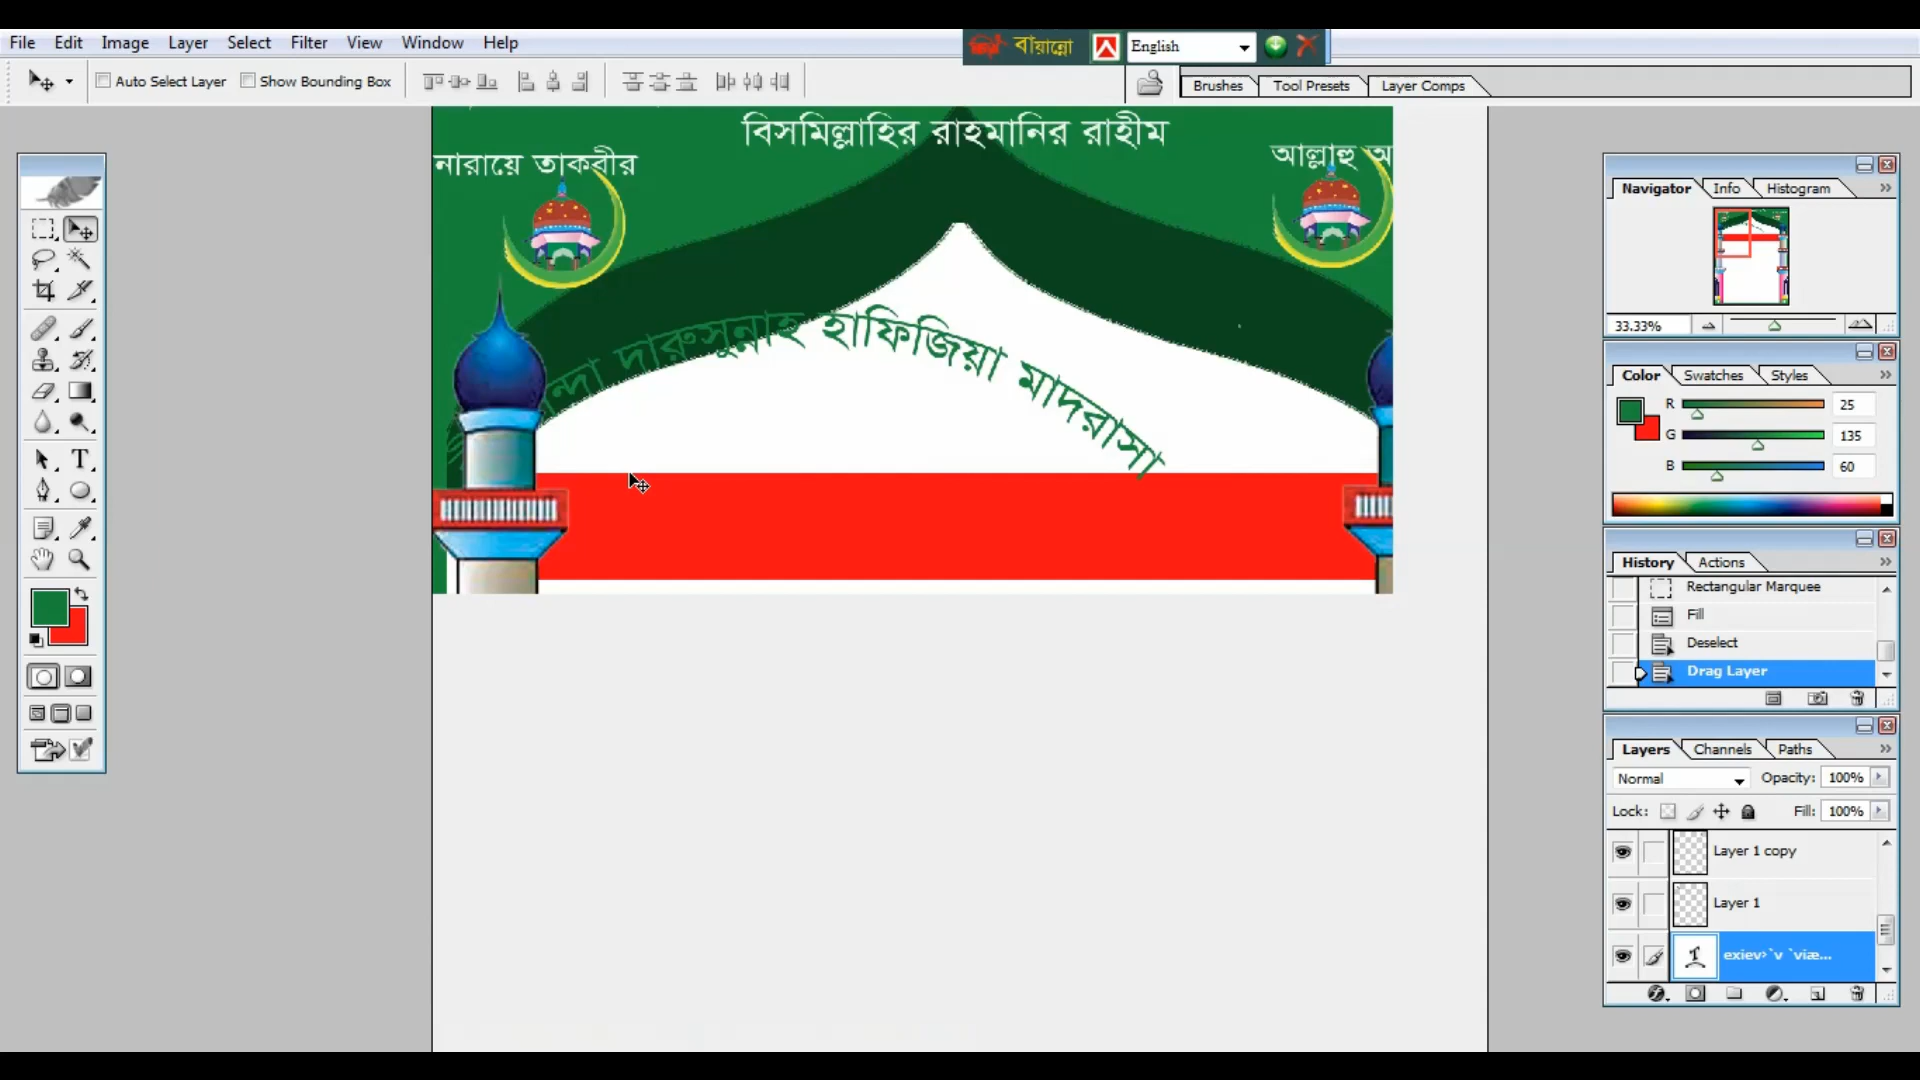 File Edit Image Layer Select Filter View Window Help
বায়ান্নো English
Auto Select Layer Show Bounding Box
Brushes Tool Presets Layer Comps
বিসমিল্লাহির রাহমানির রাহীম
নারায়ে তাকবীর
আল্লাহু অ
দারুসুন্নাহ হাফিজিয়া মাদরাসা
Navigator Info Histogram
33.33%
Color Swatches Styles
R 25
G 135
B 60
History Actions
Rectangular Marquee
Fill
Deselect
Drag Layer
Layers Channels Paths
Normal Opacity: 100%
Lock: Fill: 100%
Layer 1 copy
Layer 1
exiev›`v `viæ...